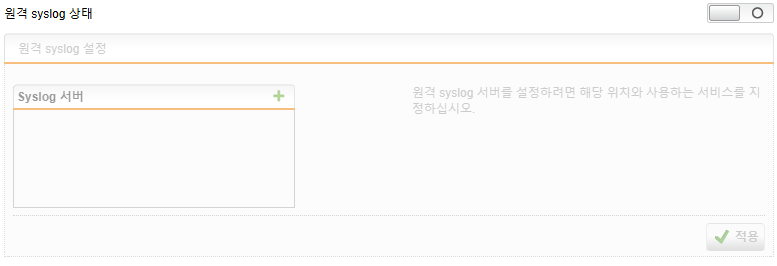 원격 syslog 상태
원격 syslog 설정
Syslog 서버
원격 syslog 서버를 설정하려면 해당 위치와 사용하는 서비스를 지
정하십시오.
적용